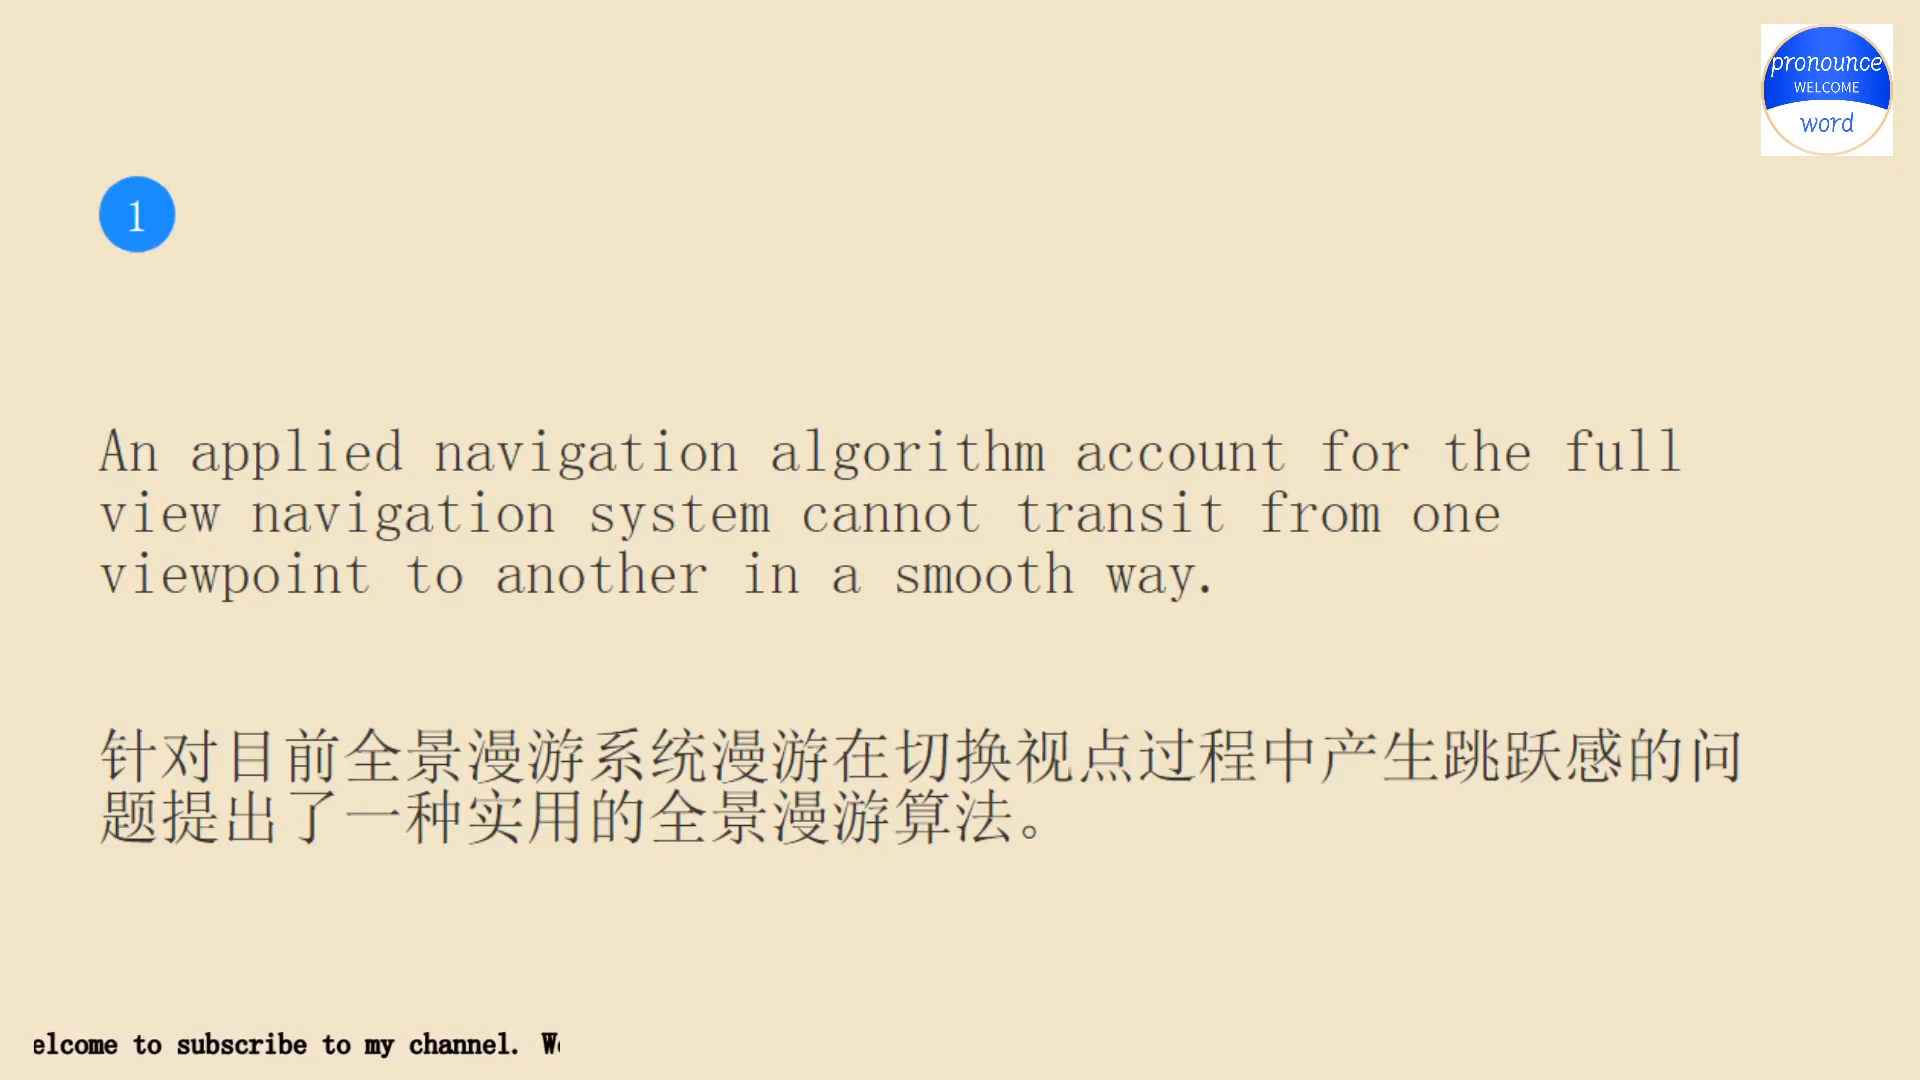 pronounce
WELCOME
word
1
An applied navigation algorithm account for the full
view navigation system cannot transit from one
viewpoint to another in a smooth way.
针对目前全景漫游系统漫游在切换视点过程中产生跳跃感的问
题提出了一种实用的全景漫游算法。
elcome to subscribe to my channel. W